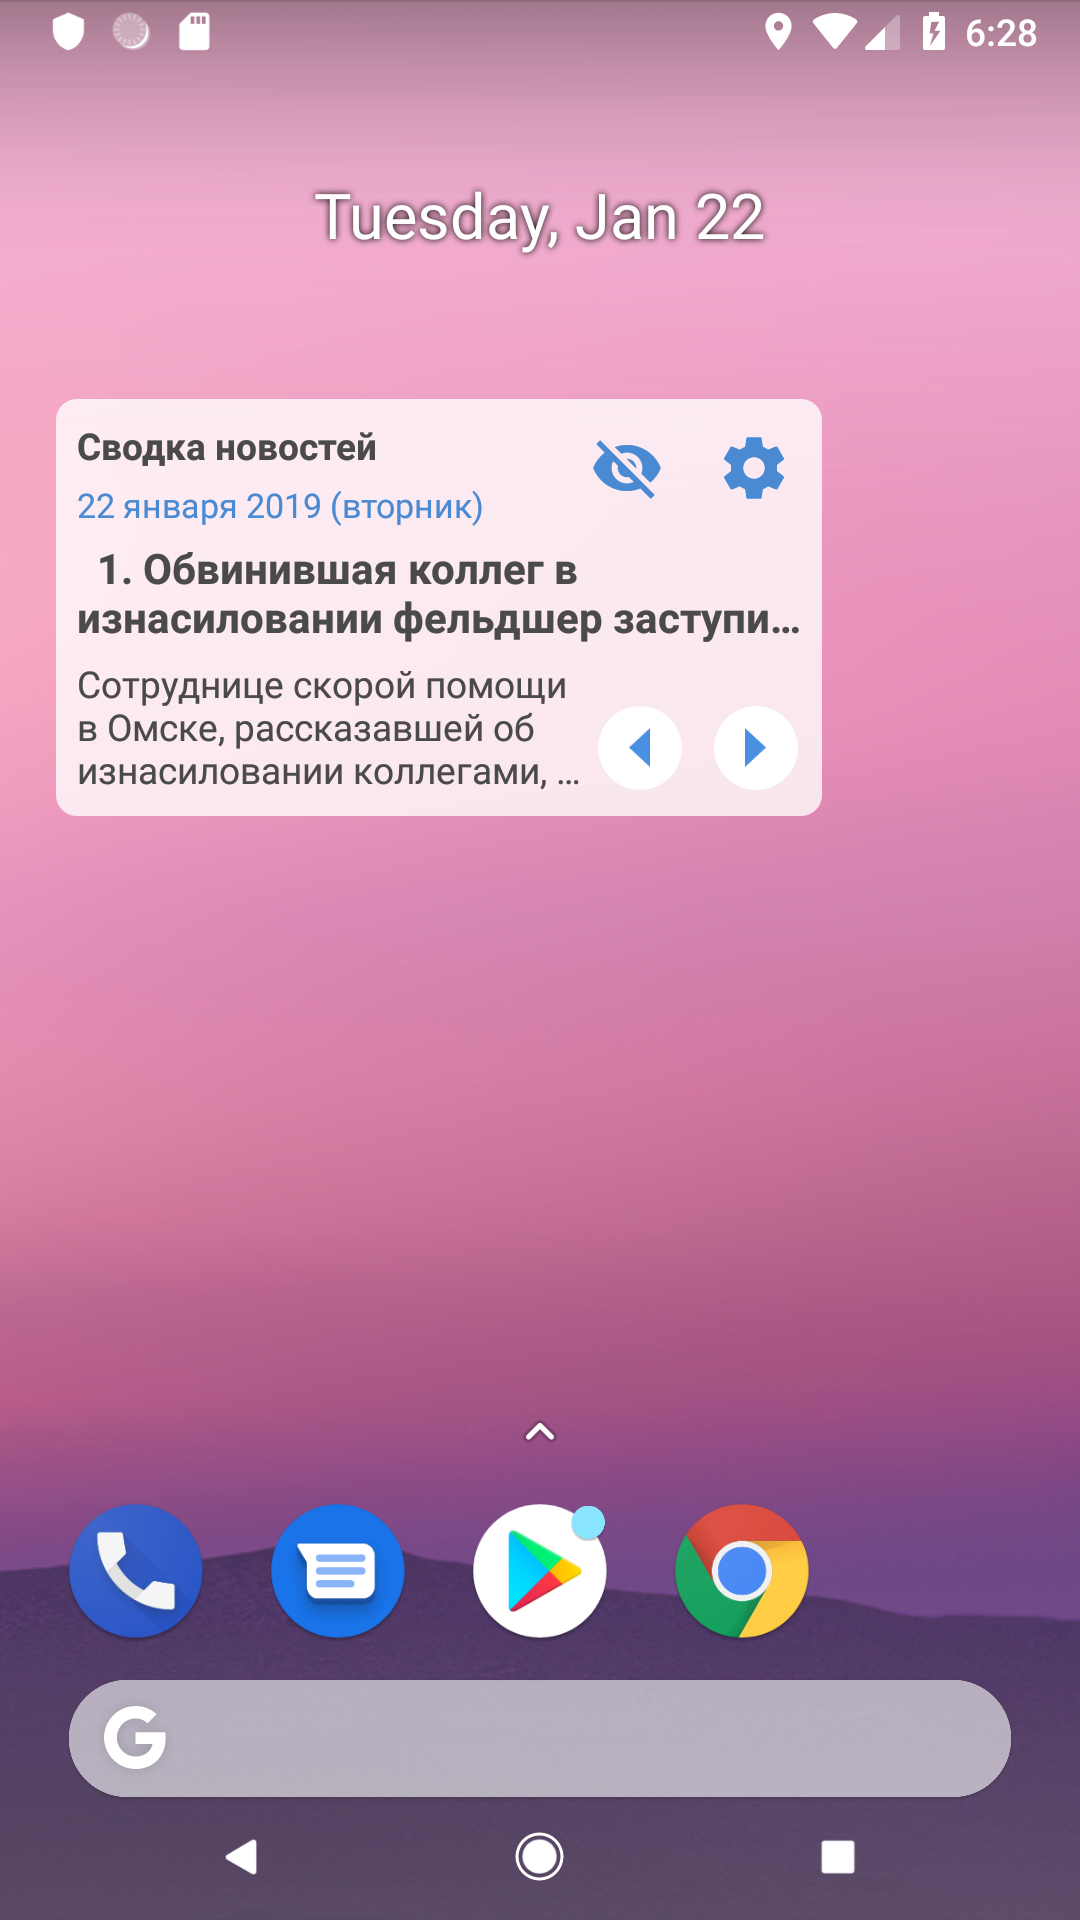 6:28
Tuesday, Jan 22
Сводка новостей
22 января 2019 (вторник)
1. Обвинившая коллег в
изнасиловании фельдшер заступи…
Сотруднице скорой помощи
в Омске, рассказавшей об
изнасиловании коллегами, …
G